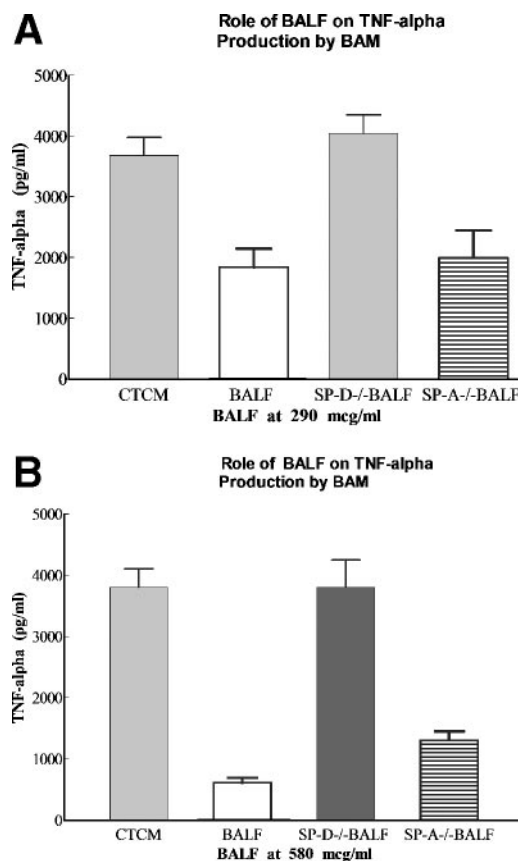 A
Role of BALF on TNF-alpha
Production by BAM
5000
4000
3000
2000
1000
0
TNF-alpha (pg/ml)
CTCM BALF SP-D-/-BALF SP-A-/-BALF
BALF at 290 mcg/ml
B
Role of BALF on TNF-alpha
Production by BAM
5000
4000
3000
2000
1000
0
TNF-alpha (pg/ml)
CTCM BALF SP-D-/-BALF SP-A-/-BALF
BALF at 580 mcg/ml